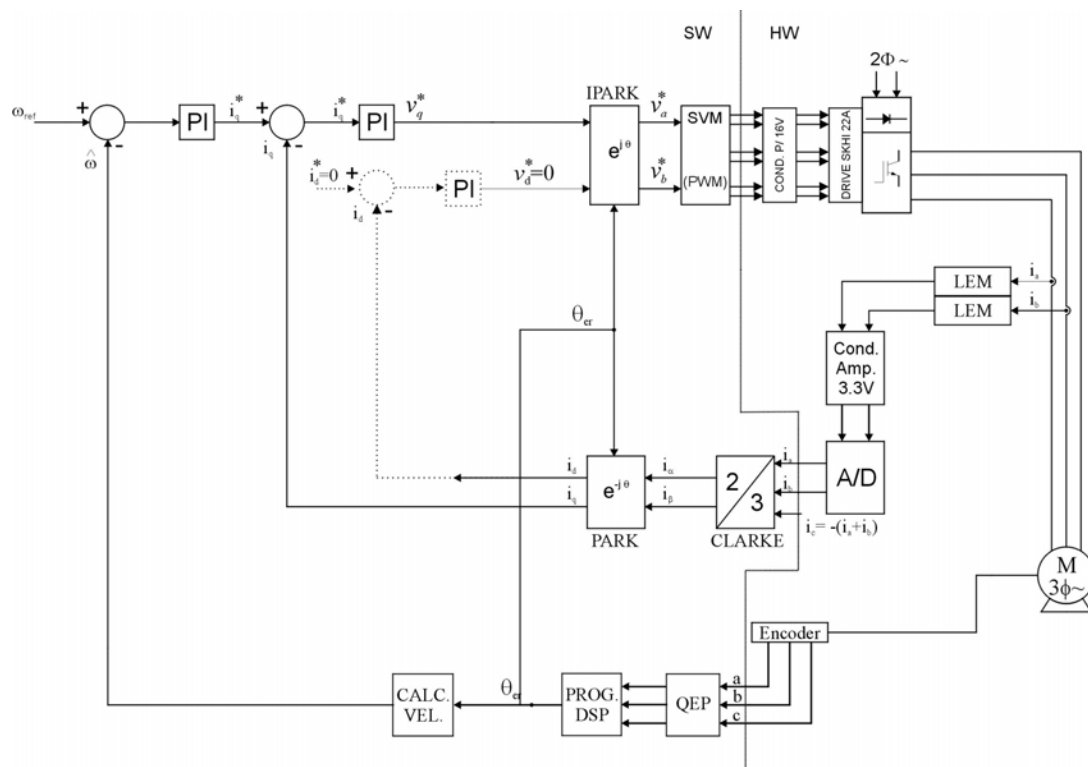 SW HW
2Φ ~
IPARK
ω_ref + - ω̂
PI
i_q^*
+ - i_q
i_q^*
PI
v_q^*
i_d^*=0 + - i_d
PI
v_d^*=0
e^{jθ}
v_a^*
v_b^*
SVM
(PWM)
COND. P/ 16V
DRIVE SKHI 22A
LEM
i_a
LEM
i_b
Cond.
Amp.
3.3V
θ_er
A/D
i_a
i_b
i_c= -(i_a+i_b)
2/3
CLARKE
i_α
i_β
e^{-jθ}
PARK
i_d
i_q
M
3ϕ~
Encoder
a
b
c
QEP
PROG.
DSP
θ_er
CALC.
VEL.